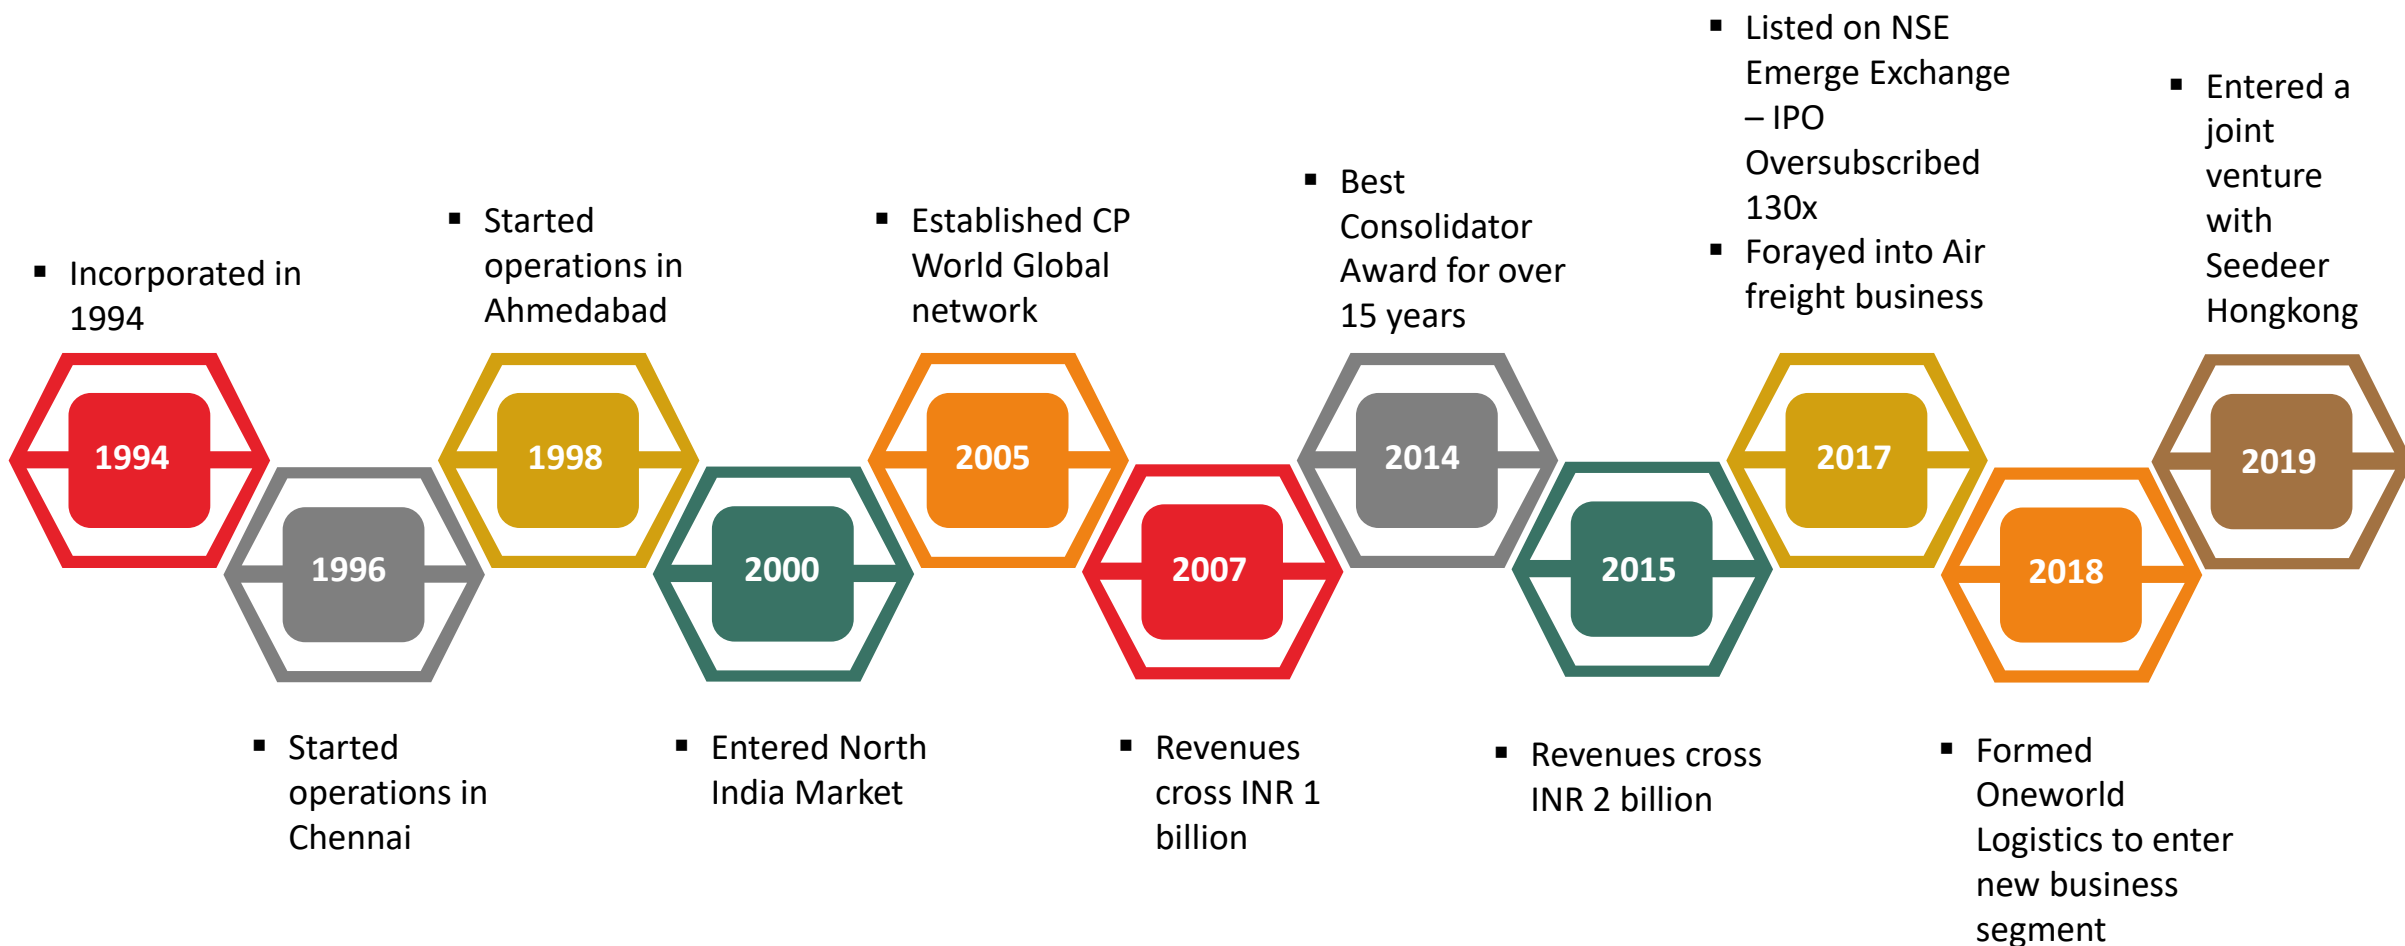 ▪ Incorporated in
1994
1994
▪ Started
operations in
Chennai
1996
▪ Started
operations in
Ahmedabad
1998
▪ Entered North
India Market
2000
▪ Established CP
World Global
network
2005
▪ Revenues
cross INR 1
billion
2007
▪ Best
Consolidator
Award for over
15 years
2014
▪ Revenues cross
INR 2 billion
2015
▪ Listed on NSE
Emerge Exchange
– IPO
Oversubscribed
130x
▪ Forayed into Air
freight business
2017
▪ Formed
Oneworld
Logistics to enter
new business
segment
2018
▪ Entered a
joint
venture
with
Seedeer
Hongkong
2019